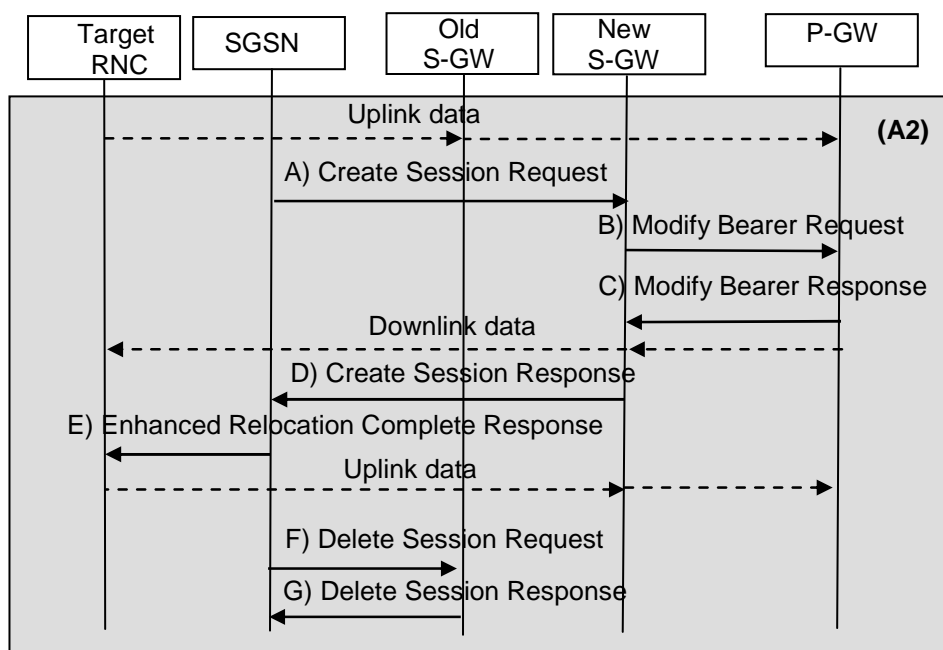 Target
RNC
SGSN
Old
S-GW
New
S-GW
P-GW
Uplink data
(A2)
A) Create Session Request
B) Modify Bearer Request
C) Modify Bearer Response
Downlink data
D) Create Session Response
E) Enhanced Relocation Complete Response
Uplink data
F) Delete Session Request
G) Delete Session Response